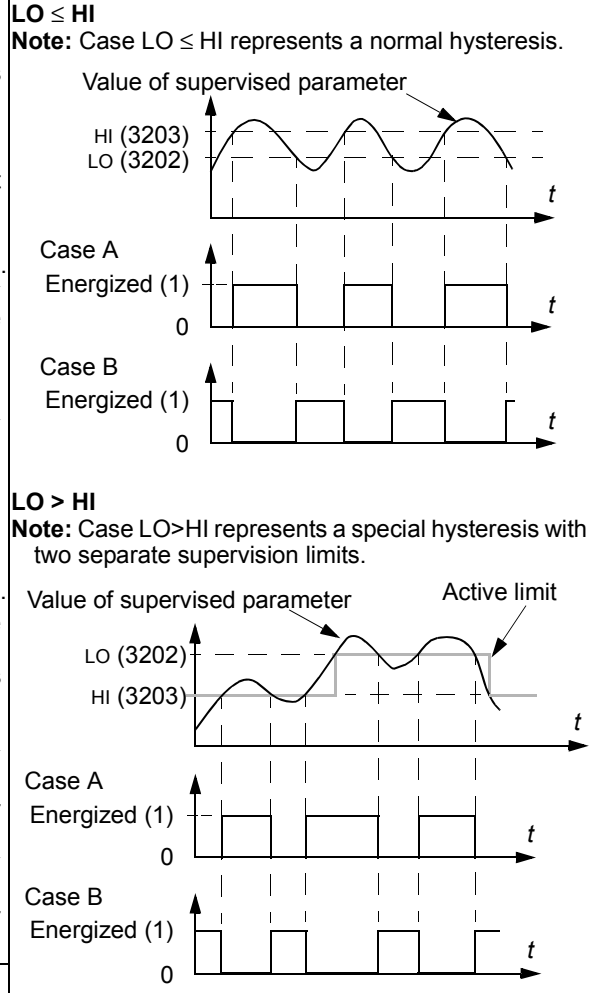 LO ≤ HI
Note: Case LO ≤ HI represents a normal hysteresis.
Value of supervised parameter
HI (3203)
LO (3202)
t
Case A
Energized (1)
t
0
Case B
Energized (1)
t
0
LO > HI
Note: Case LO>HI represents a special hysteresis with
two separate supervision limits.
Value of supervised parameter
Active limit
LO (3202)
HI (3203)
t
Case A
Energized (1)
t
0
Case B
Energized (1)
t
0